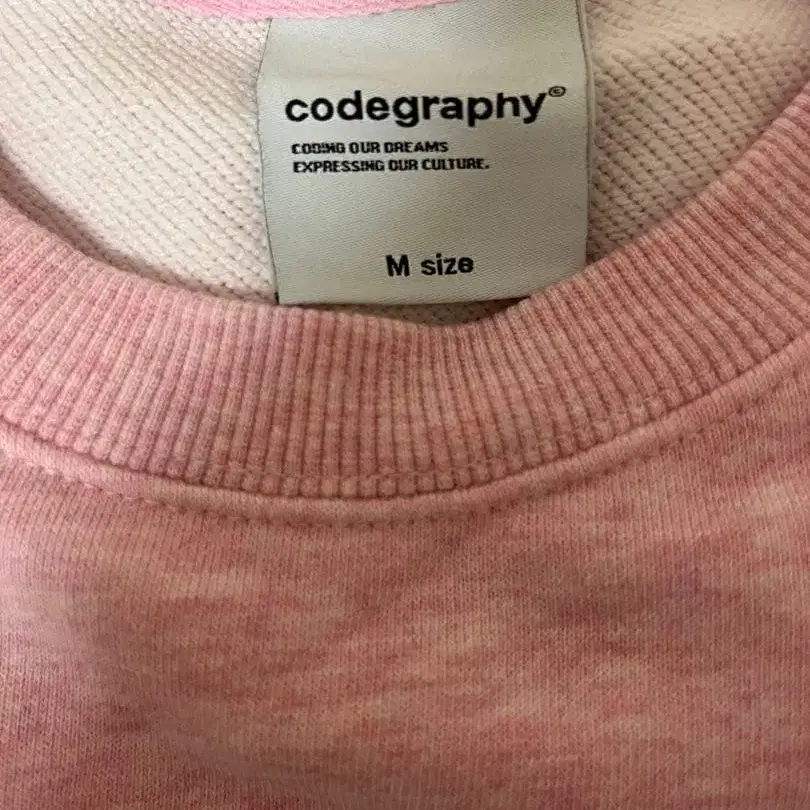 codegraphy©
CODING OUR DREAMS
EXPRESSING OUR CULTURE.
M size